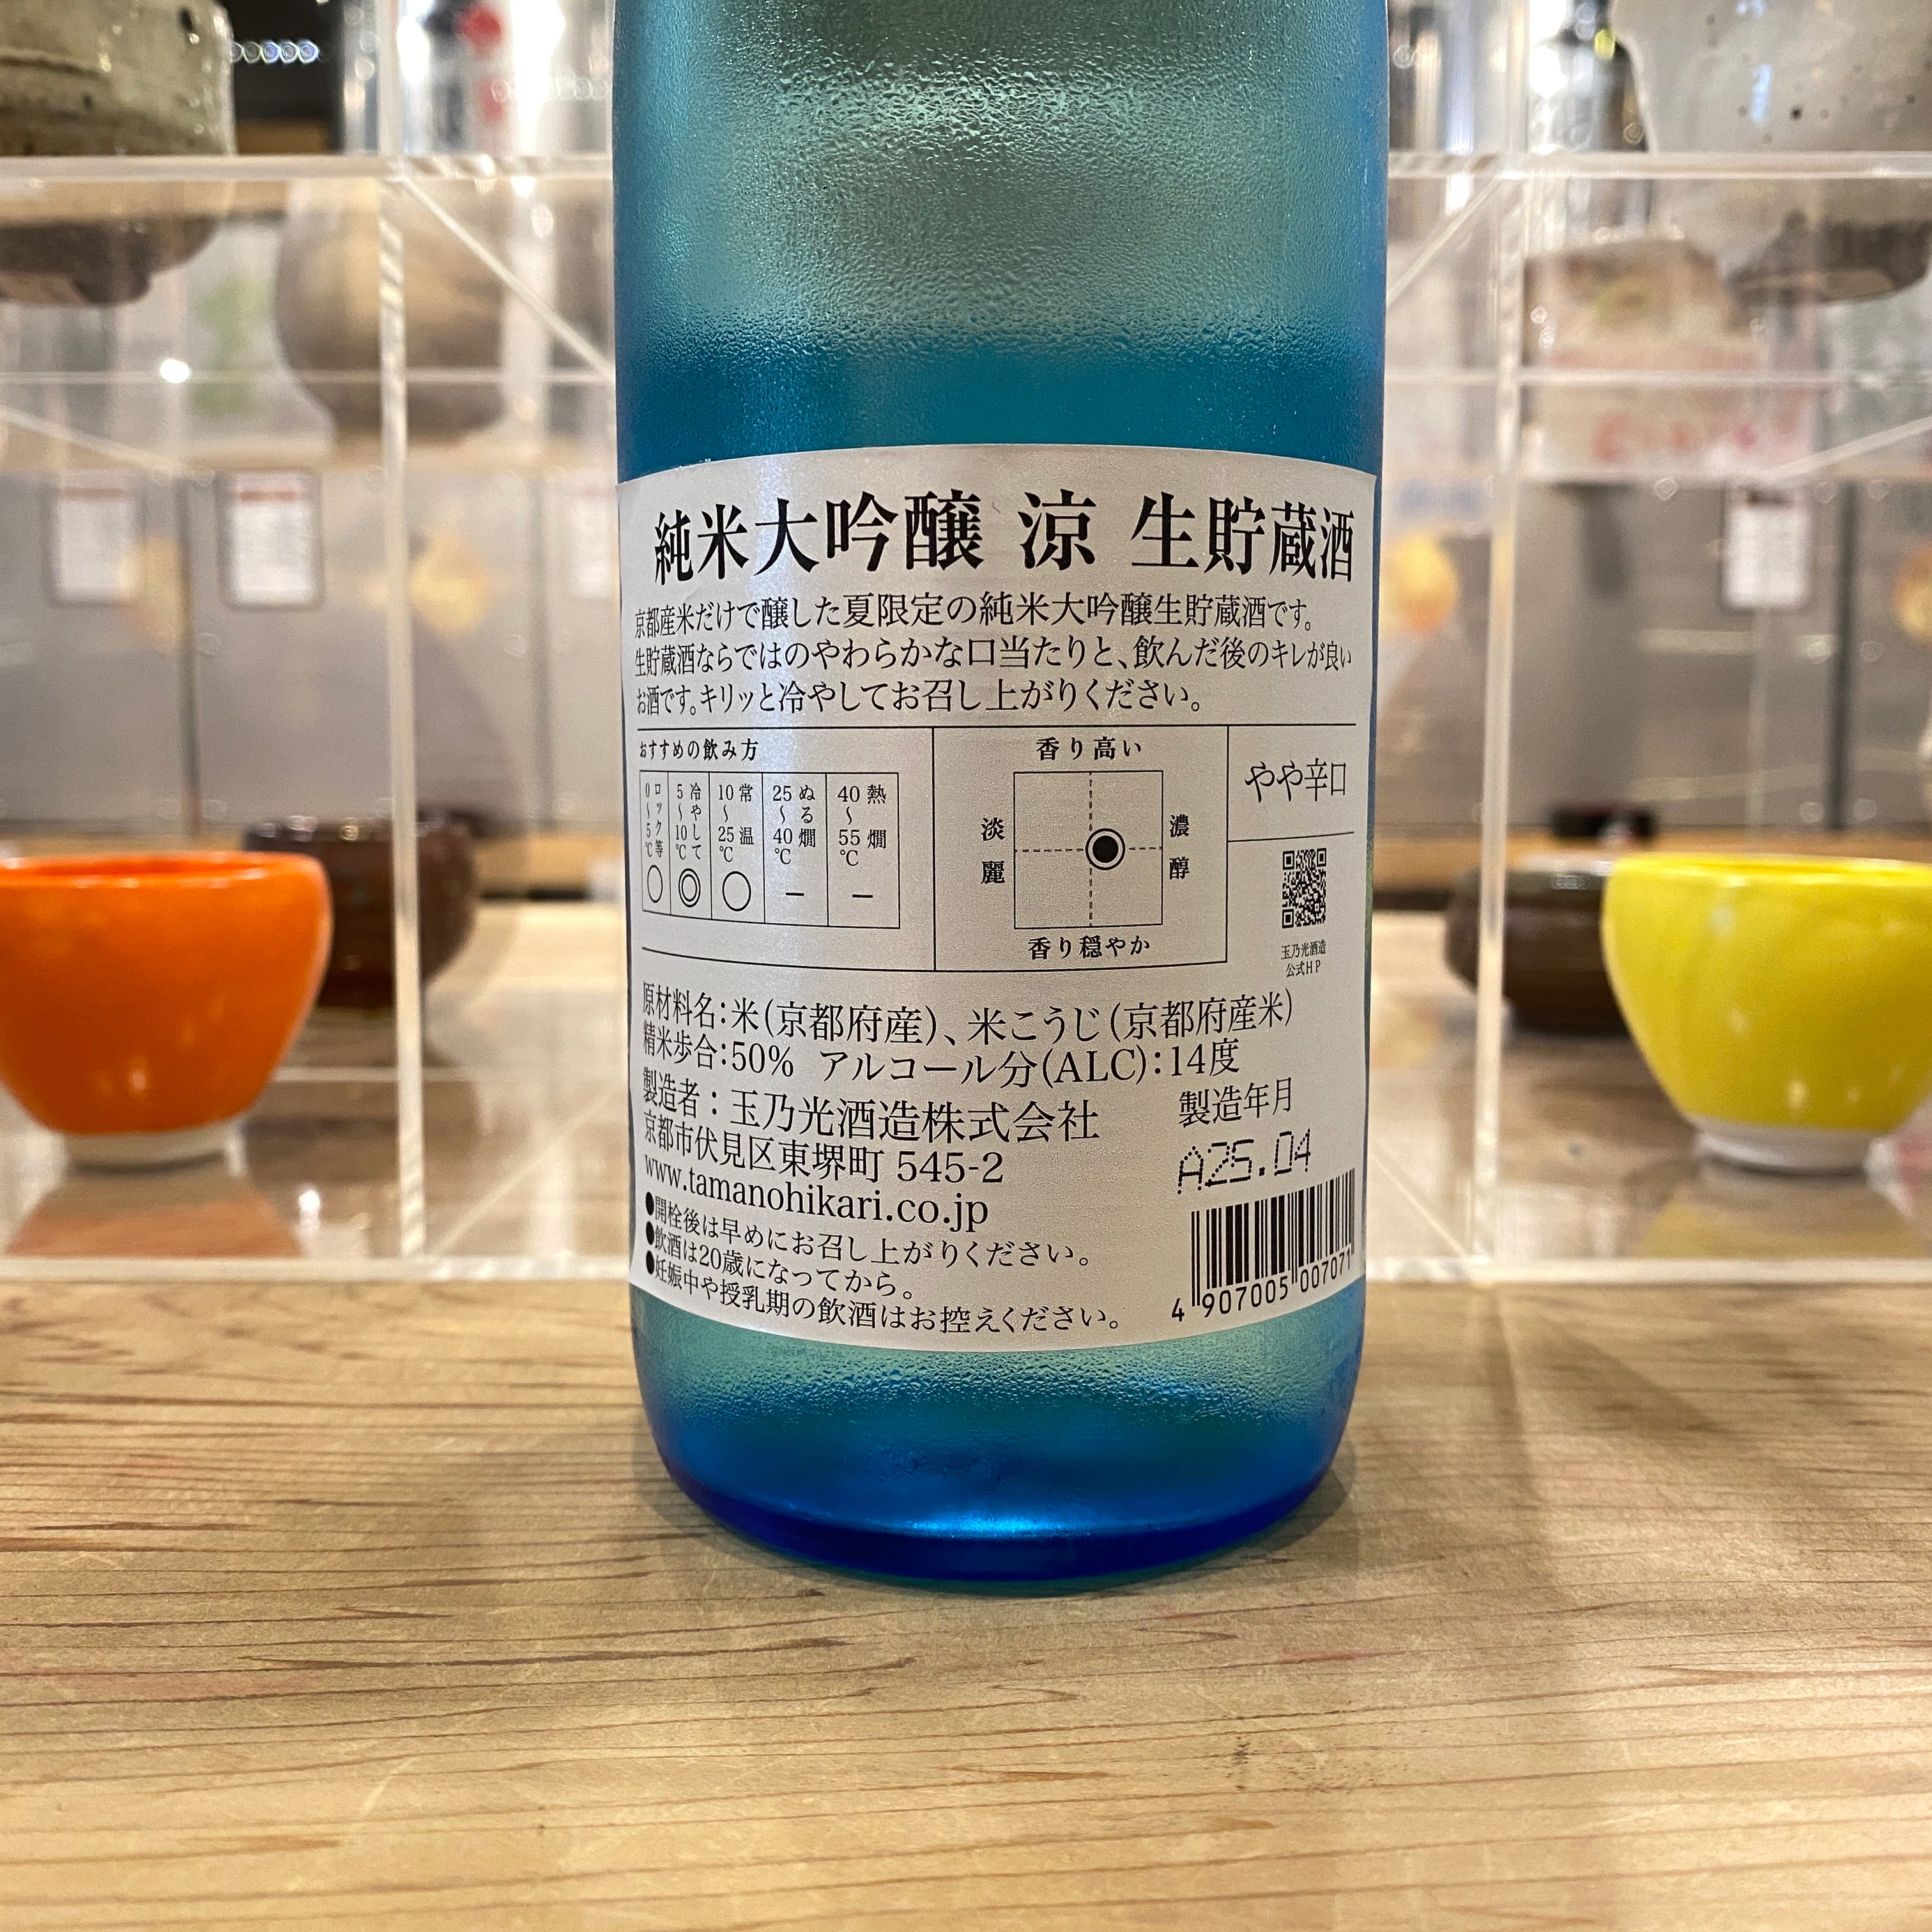 純米大吟醸 涼 生貯蔵酒
京都産米だけで醸した夏限定の純米大吟醸生貯蔵酒です。
生貯蔵酒ならではのやわらかな口当たりと、飲んだ後のキレが良い
お酒です。キリッと冷やしてお召し上がりください。
おすすめの飲み方
ロック等 0〜5℃ ○
冷やして 5〜10℃ ◎
常温 10〜25℃ ○
ぬる燗 25〜40℃ −
熱燗 40〜55℃ −
香り高い
淡麗
濃醇
香り穏やか
やや辛口
玉乃光酒造
公式HP
原材料名:米(京都府産)、米こうじ(京都府産米)
精米歩合:50% アルコール分(ALC):14度
製造者:玉乃光酒造株式会社
京都市伏見区東堺町 545-2
www.tamanohikari.co.jp
製造年月
A25.04
●開栓後は早めにお召し上がりください。
●飲酒は20歳になってから。
●妊娠中や授乳期の飲酒はお控えください。
4 907005 007071